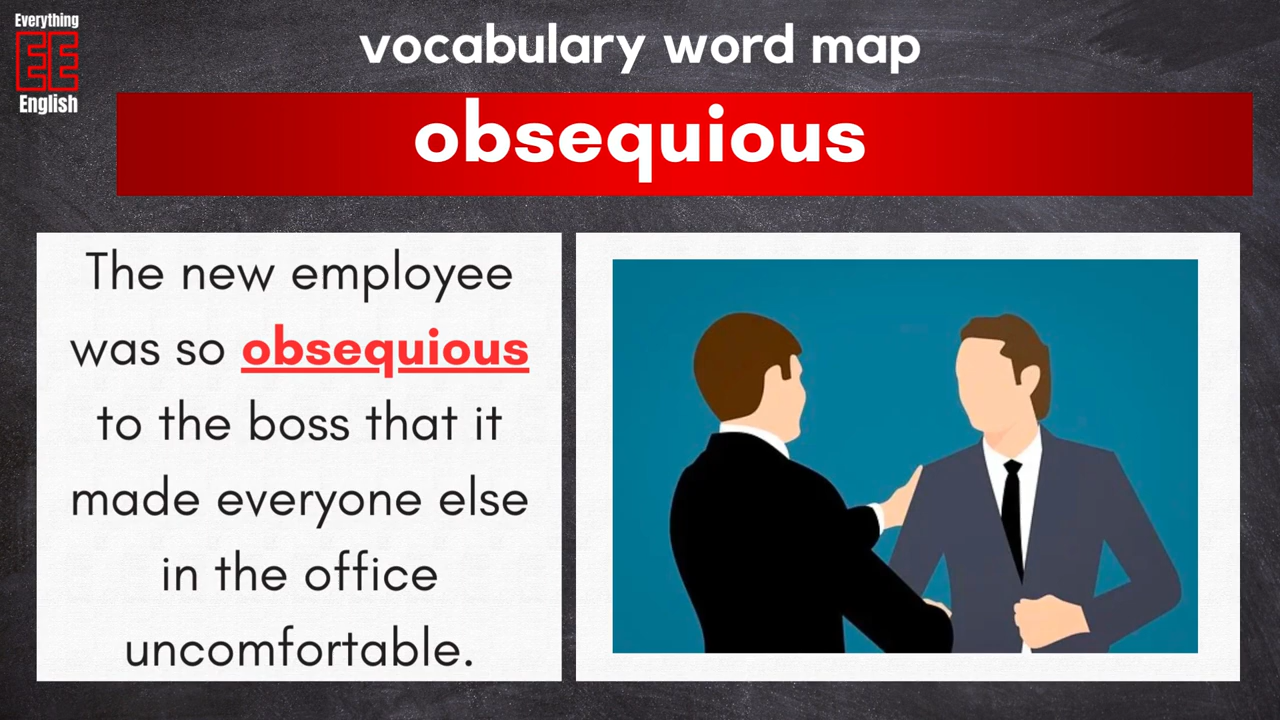 Everything
EE
English
vocabulary word map
obsequious
The new employee
was so obsequious
to the boss that it
made everyone else
in the office
uncomfortable.